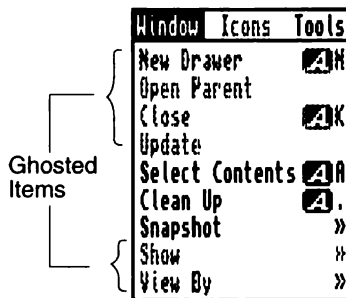 Window Icons Tools
New Drawer A N
Open Parent
Close A K
Update
Select Contents A A
Clean Up A .
Snapshot »
Show »
View By »
Ghosted
Items